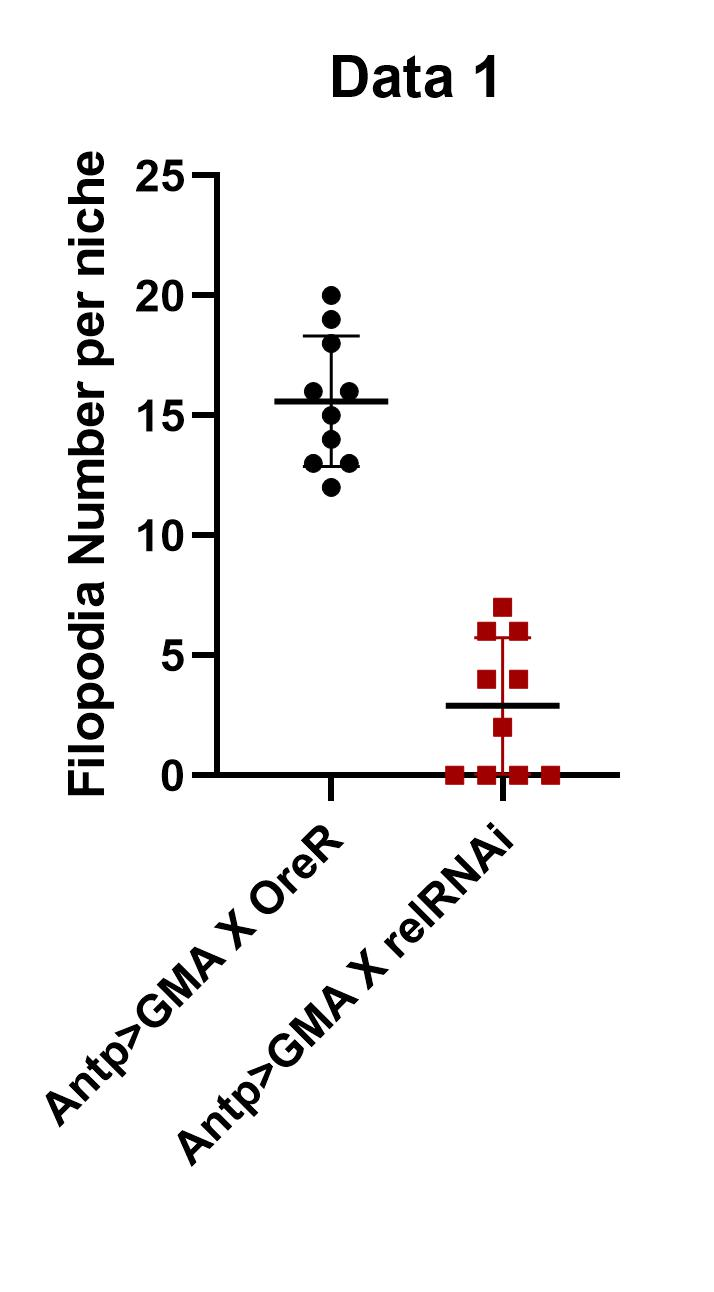 Data 1
Filopodia Number per niche
25
20
15
10
5
0
Antp>GMA X OreR
Antp>GMA X relRNAi